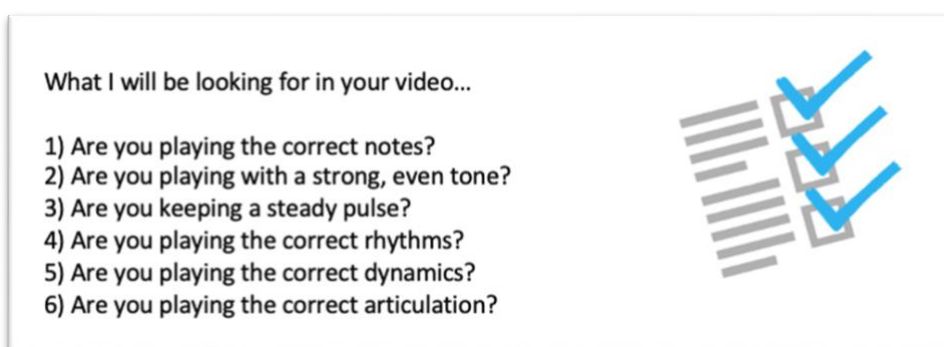 What I will be looking for in your video...
1) Are you playing the correct notes?
2) Are you playing with a strong, even tone?
3) Are you keeping a steady pulse?
4) Are you playing the correct rhythms?
5) Are you playing the correct dynamics?
6) Are you playing the correct articulation?